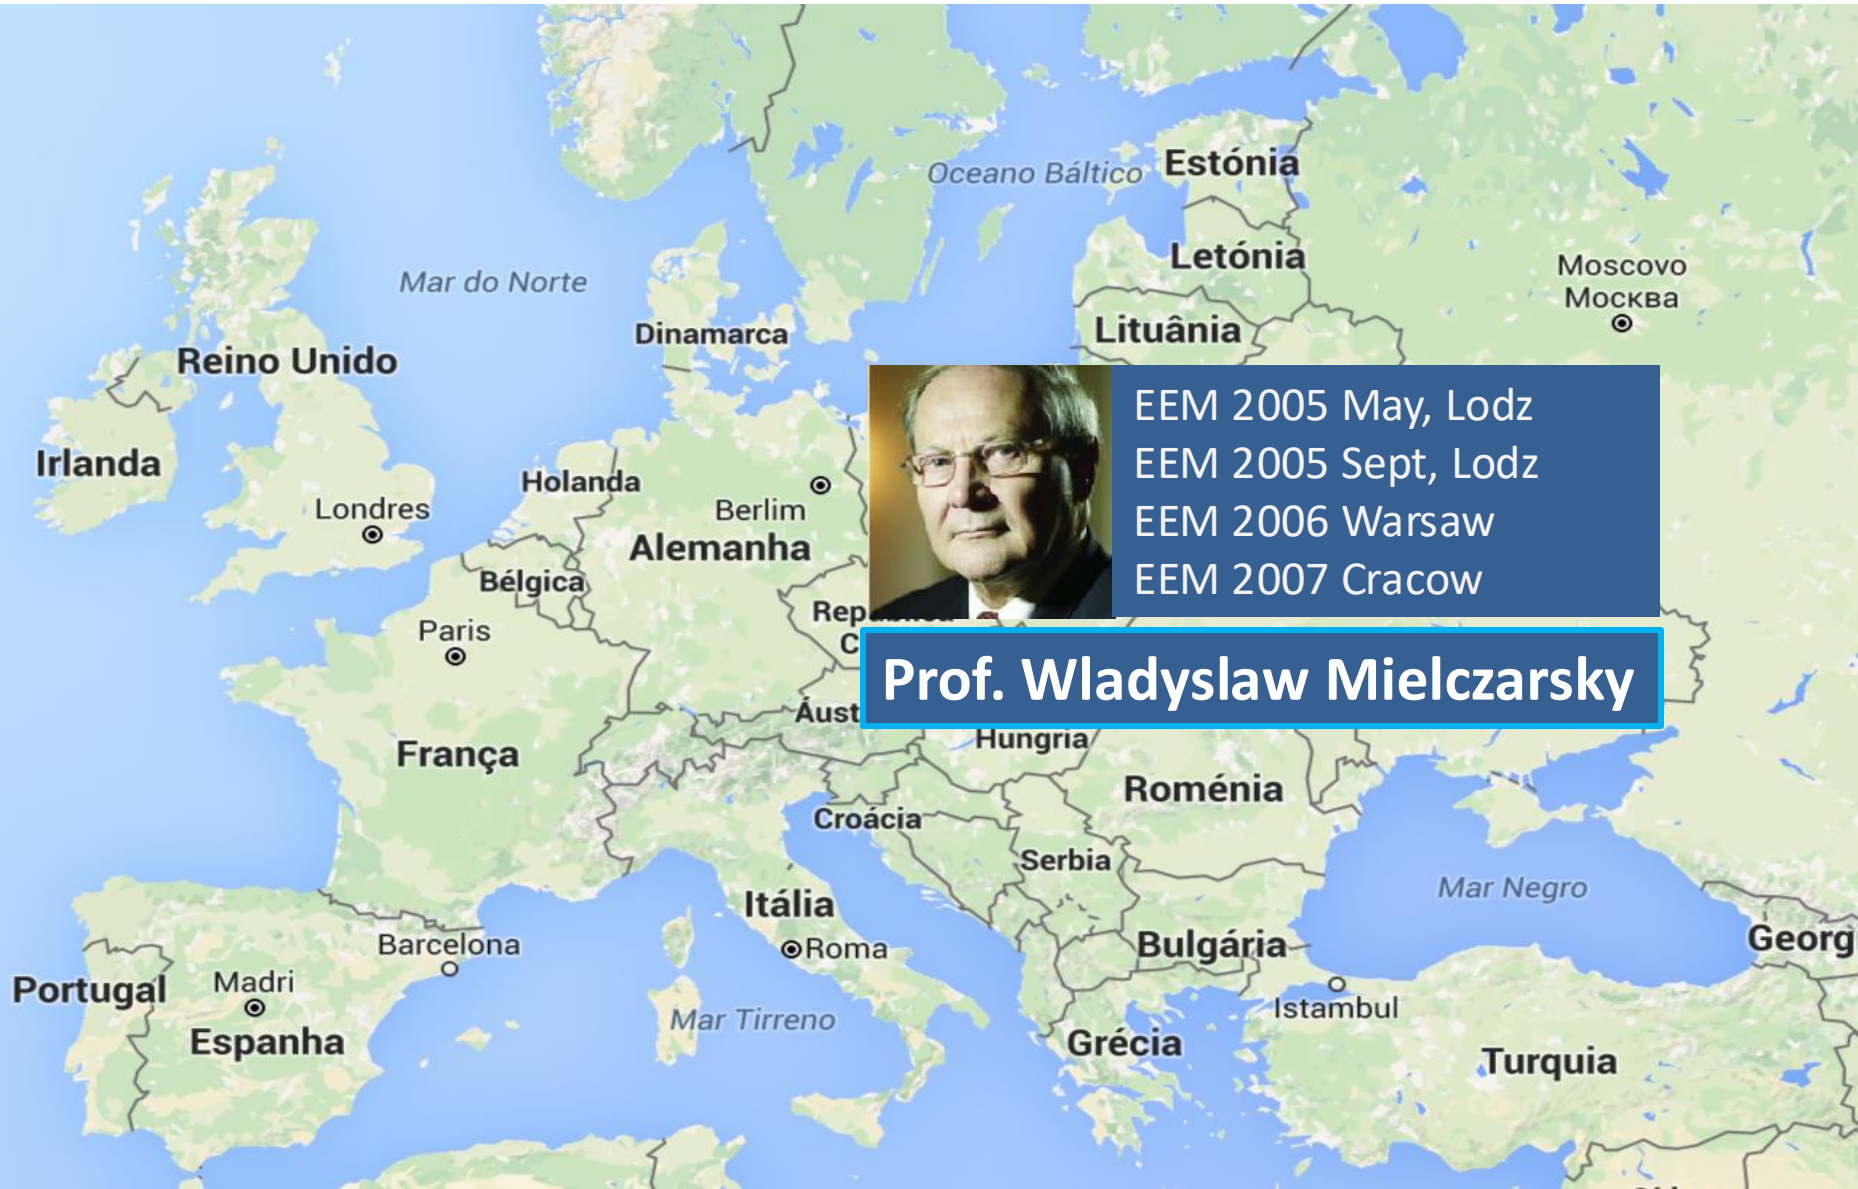 Oceano Báltico
Estónia
Letónia
Moscovo
Москва
Mar do Norte
Dinamarca
Lituânia
Reino Unido
EEM 2005 May, Lodz
EEM 2005 Sept, Lodz
EEM 2006 Warsaw
EEM 2007 Cracow
Irlanda
Holanda
Londres
Berlim
Alemanha
Bélgica
Paris
Prof. Wladyslaw Mielczarsky
Áust
Hungria
França
Roménia
Croácia
Serbia
Mar Negro
Itália
Barcelona
Roma
Bulgária
Georg
Portugal
Madri
Espanha
Mar Tirreno
Istambul
Grécia
Turquia